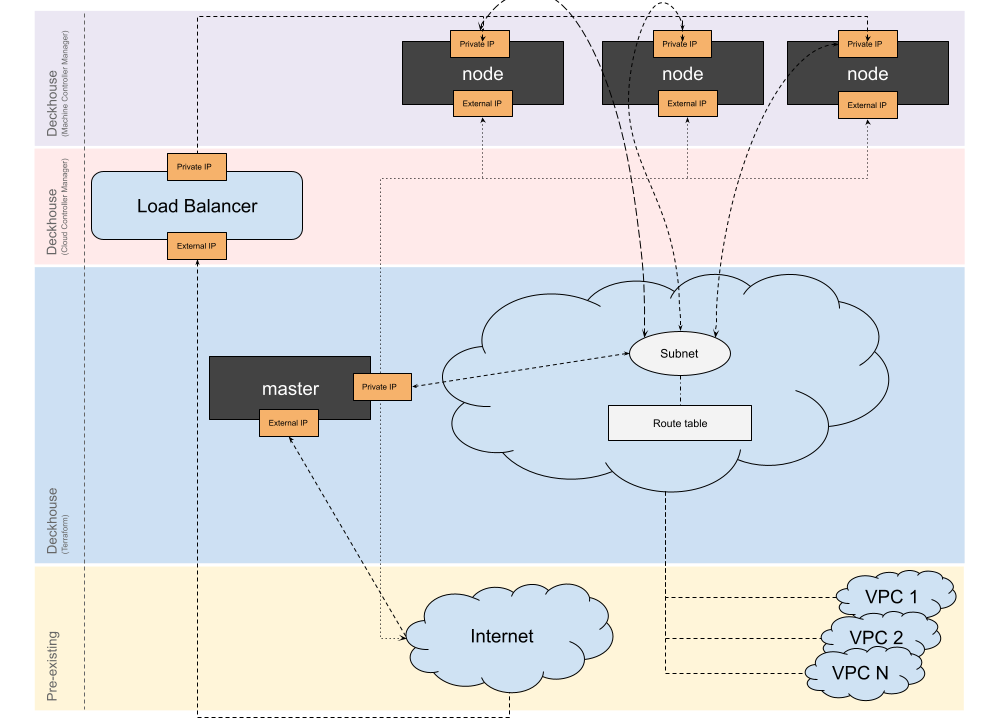 Deckhouse
(Machine Controller Manager)
Private IP
node
External IP
Private IP
node
External IP
Private IP
node
External IP
Deckhouse
(Cloud Controller Manager)
Private IP
Load Balancer
External IP
Deckhouse
(Terraform)
master
Private IP
External IP
Subnet
Route table
Pre-existing
Internet
VPC 1
VPC 2
VPC N